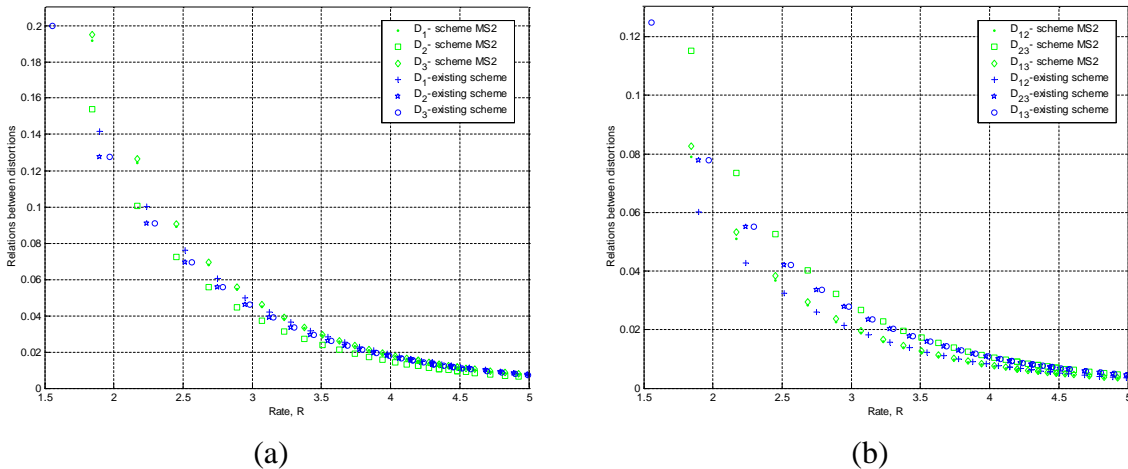 0.2
0.18
0.16
0.14
0.12
0.1
0.08
0.06
0.04
0.02
0
Relations between distortions
1.5 2 2.5 3 3.5 4 4.5 5
Rate, R
D1- scheme MS2
D2- scheme MS2
D3- scheme MS2
D1-existing scheme
D2-existing scheme
D3-existing scheme
(a)
0.12
0.1
0.08
0.06
0.04
0.02
0
Relations between distortions
1.5 2 2.5 3 3.5 4 4.5 5
Rate, R
D12- scheme MS2
D23- scheme MS2
D13- scheme MS2
D12-existing scheme
D23-existing scheme
D13-existing scheme
(b)